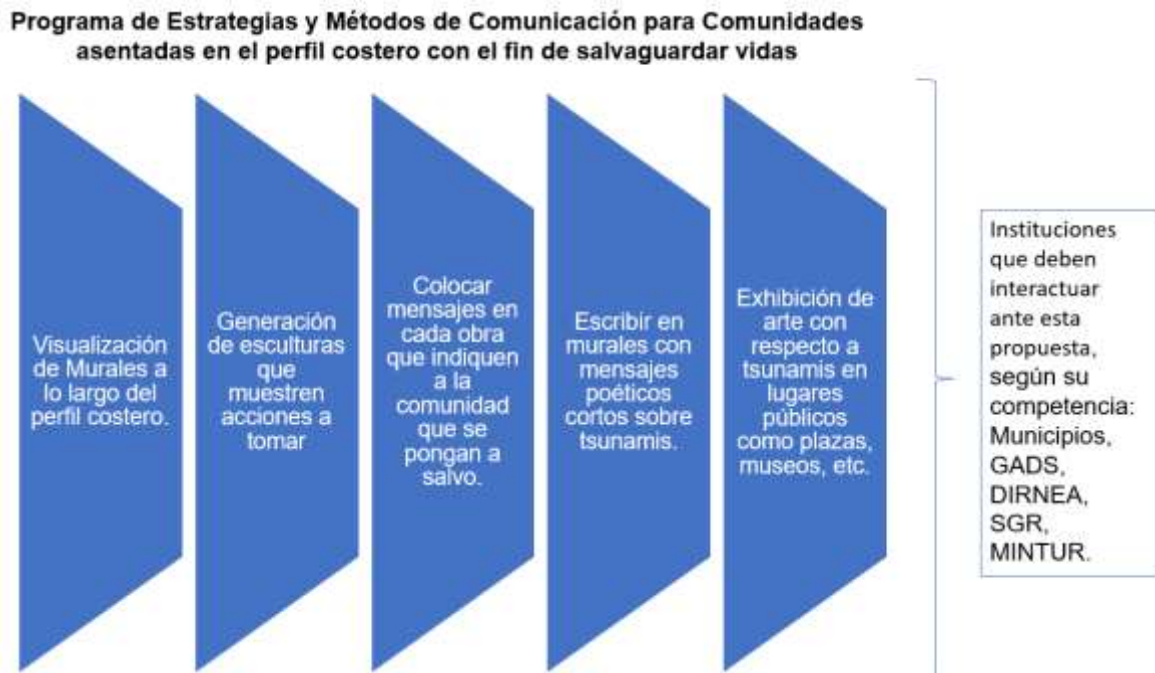 Programa de Estrategias y Métodos de Comunicación para Comunidades
asentadas en el perfil costero con el fin de salvaguardar vidas
Visualización
de Murales a
lo largo del
perfil costero.
Generación
de esculturas
que
muestren
acciones a
tomar
Colocar
mensajes en
cada obra
que indiquen
a la
comunidad
que se
pongan a
salvo.
Escribir en
murales con
mensajes
poéticos
cortos sobre
tsunamis.
Exhibición de
arte con
respecto a
tsunamis en
lugares
públicos
como plazas,
museos, etc.
Instituciones
que deben
interactuar
ante esta
propuesta,
según su
competencia:
Municipios,
GADS,
DIRNEA,
SGR,
MINTUR.